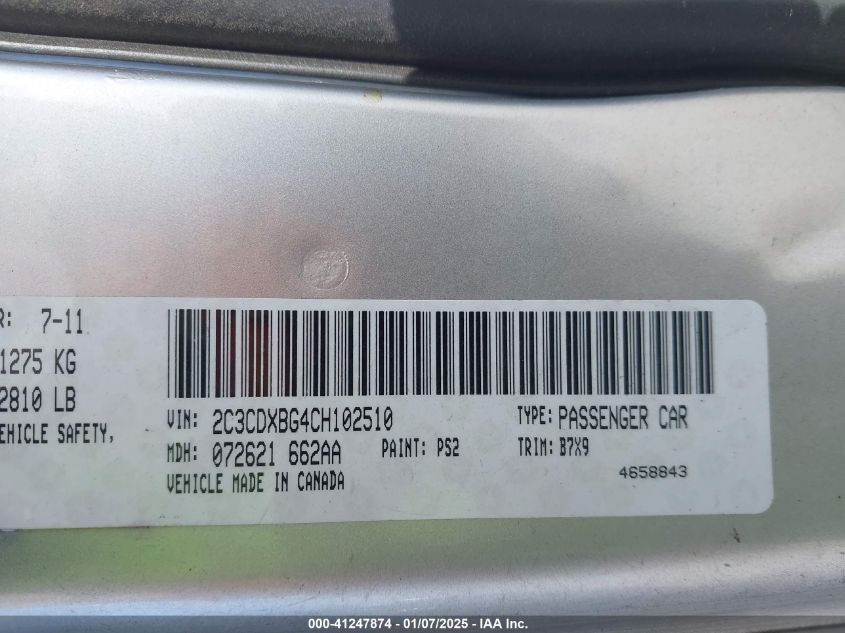 R: 7-11
1275 KG
2810 LB
EHICLE SAFETY,
VIN: 2C3CDXBG4CH102510
TYPE: PASSENGER CAR
MDH: 072621 662AA PAINT: PS2 TRIM: B7X9
VEHICLE MADE IN CANADA
4658843
000-41247874 | 01/07/2025 | IAA Inc.